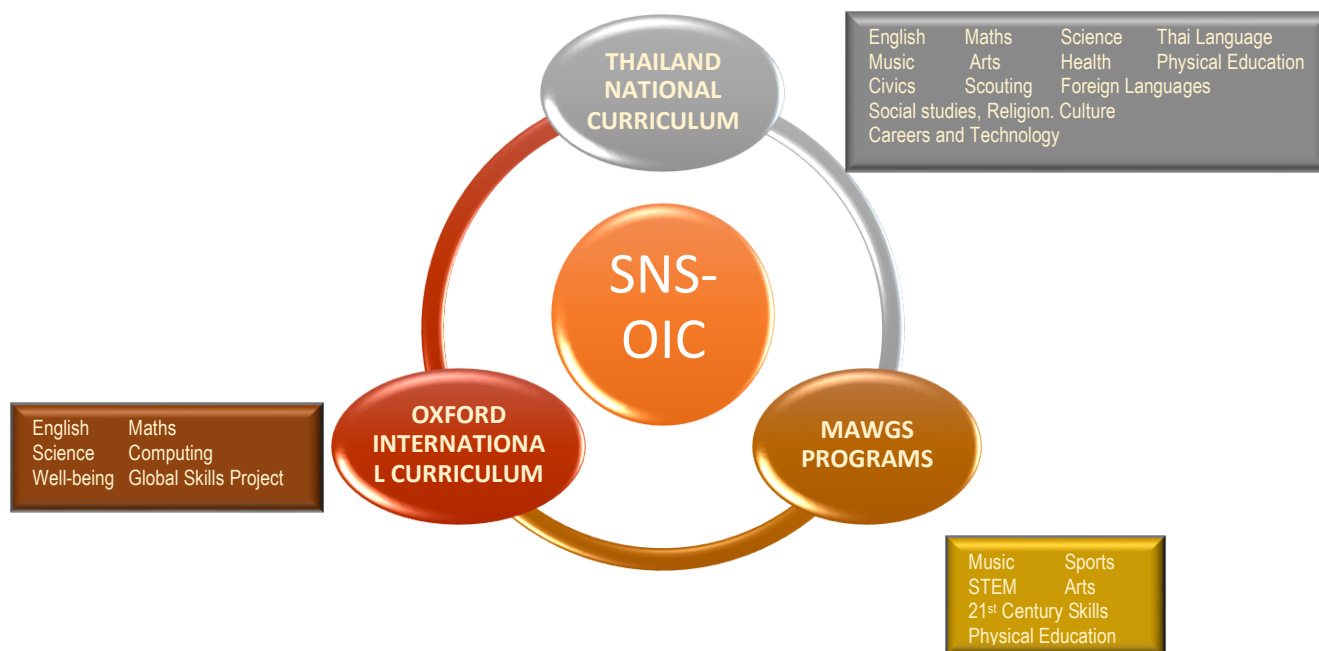 THAILAND
NATIONAL
CURRICULUM
English Maths Science Thai Language
Music Arts Health Physical Education
Civics Scouting Foreign Languages
Social studies, Religion. Culture
Careers and Technology
SNS-
OIC
OXFORD
INTERNATIONA
L CURRICULUM
English Maths
Science Computing
Well-being Global Skills Project
MAWGS
PROGRAMS
Music Sports
STEM Arts
21st Century Skills
Physical Education